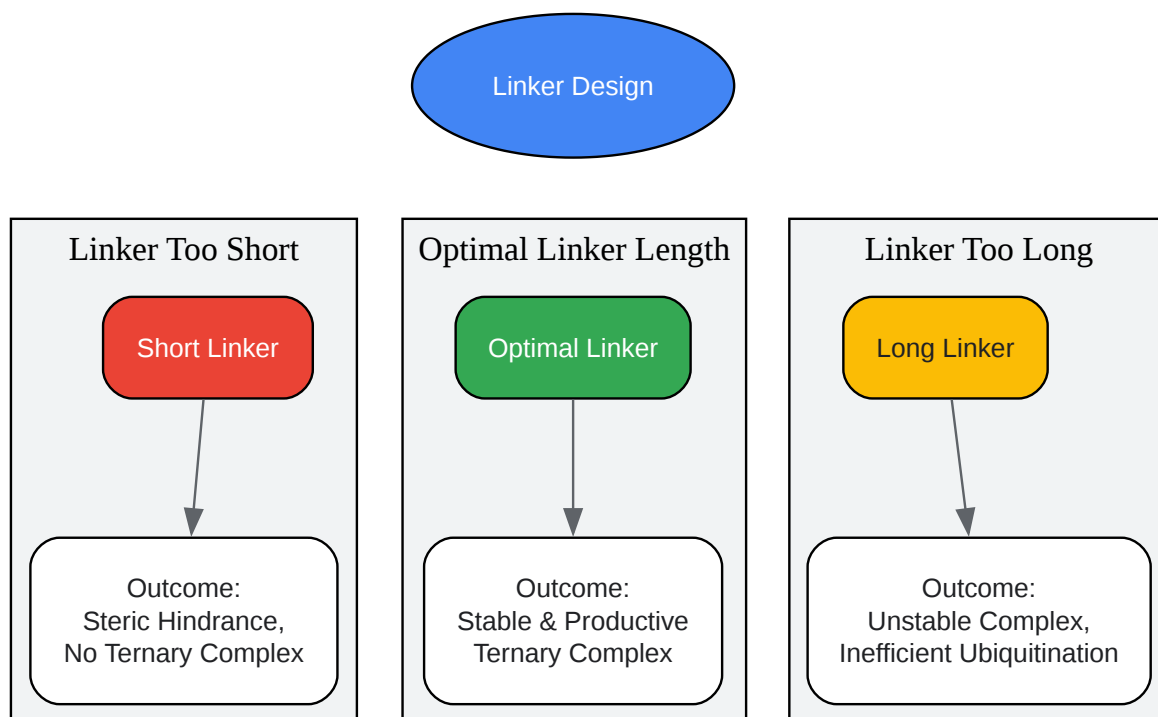 Linker Design
Linker Too Short
Short Linker
Outcome:
Steric Hindrance,
No Ternary Complex
Optimal Linker Length
Optimal Linker
Outcome:
Stable & Productive
Ternary Complex
Linker Too Long
Long Linker
Outcome:
Unstable Complex,
Inefficient Ubiquitination